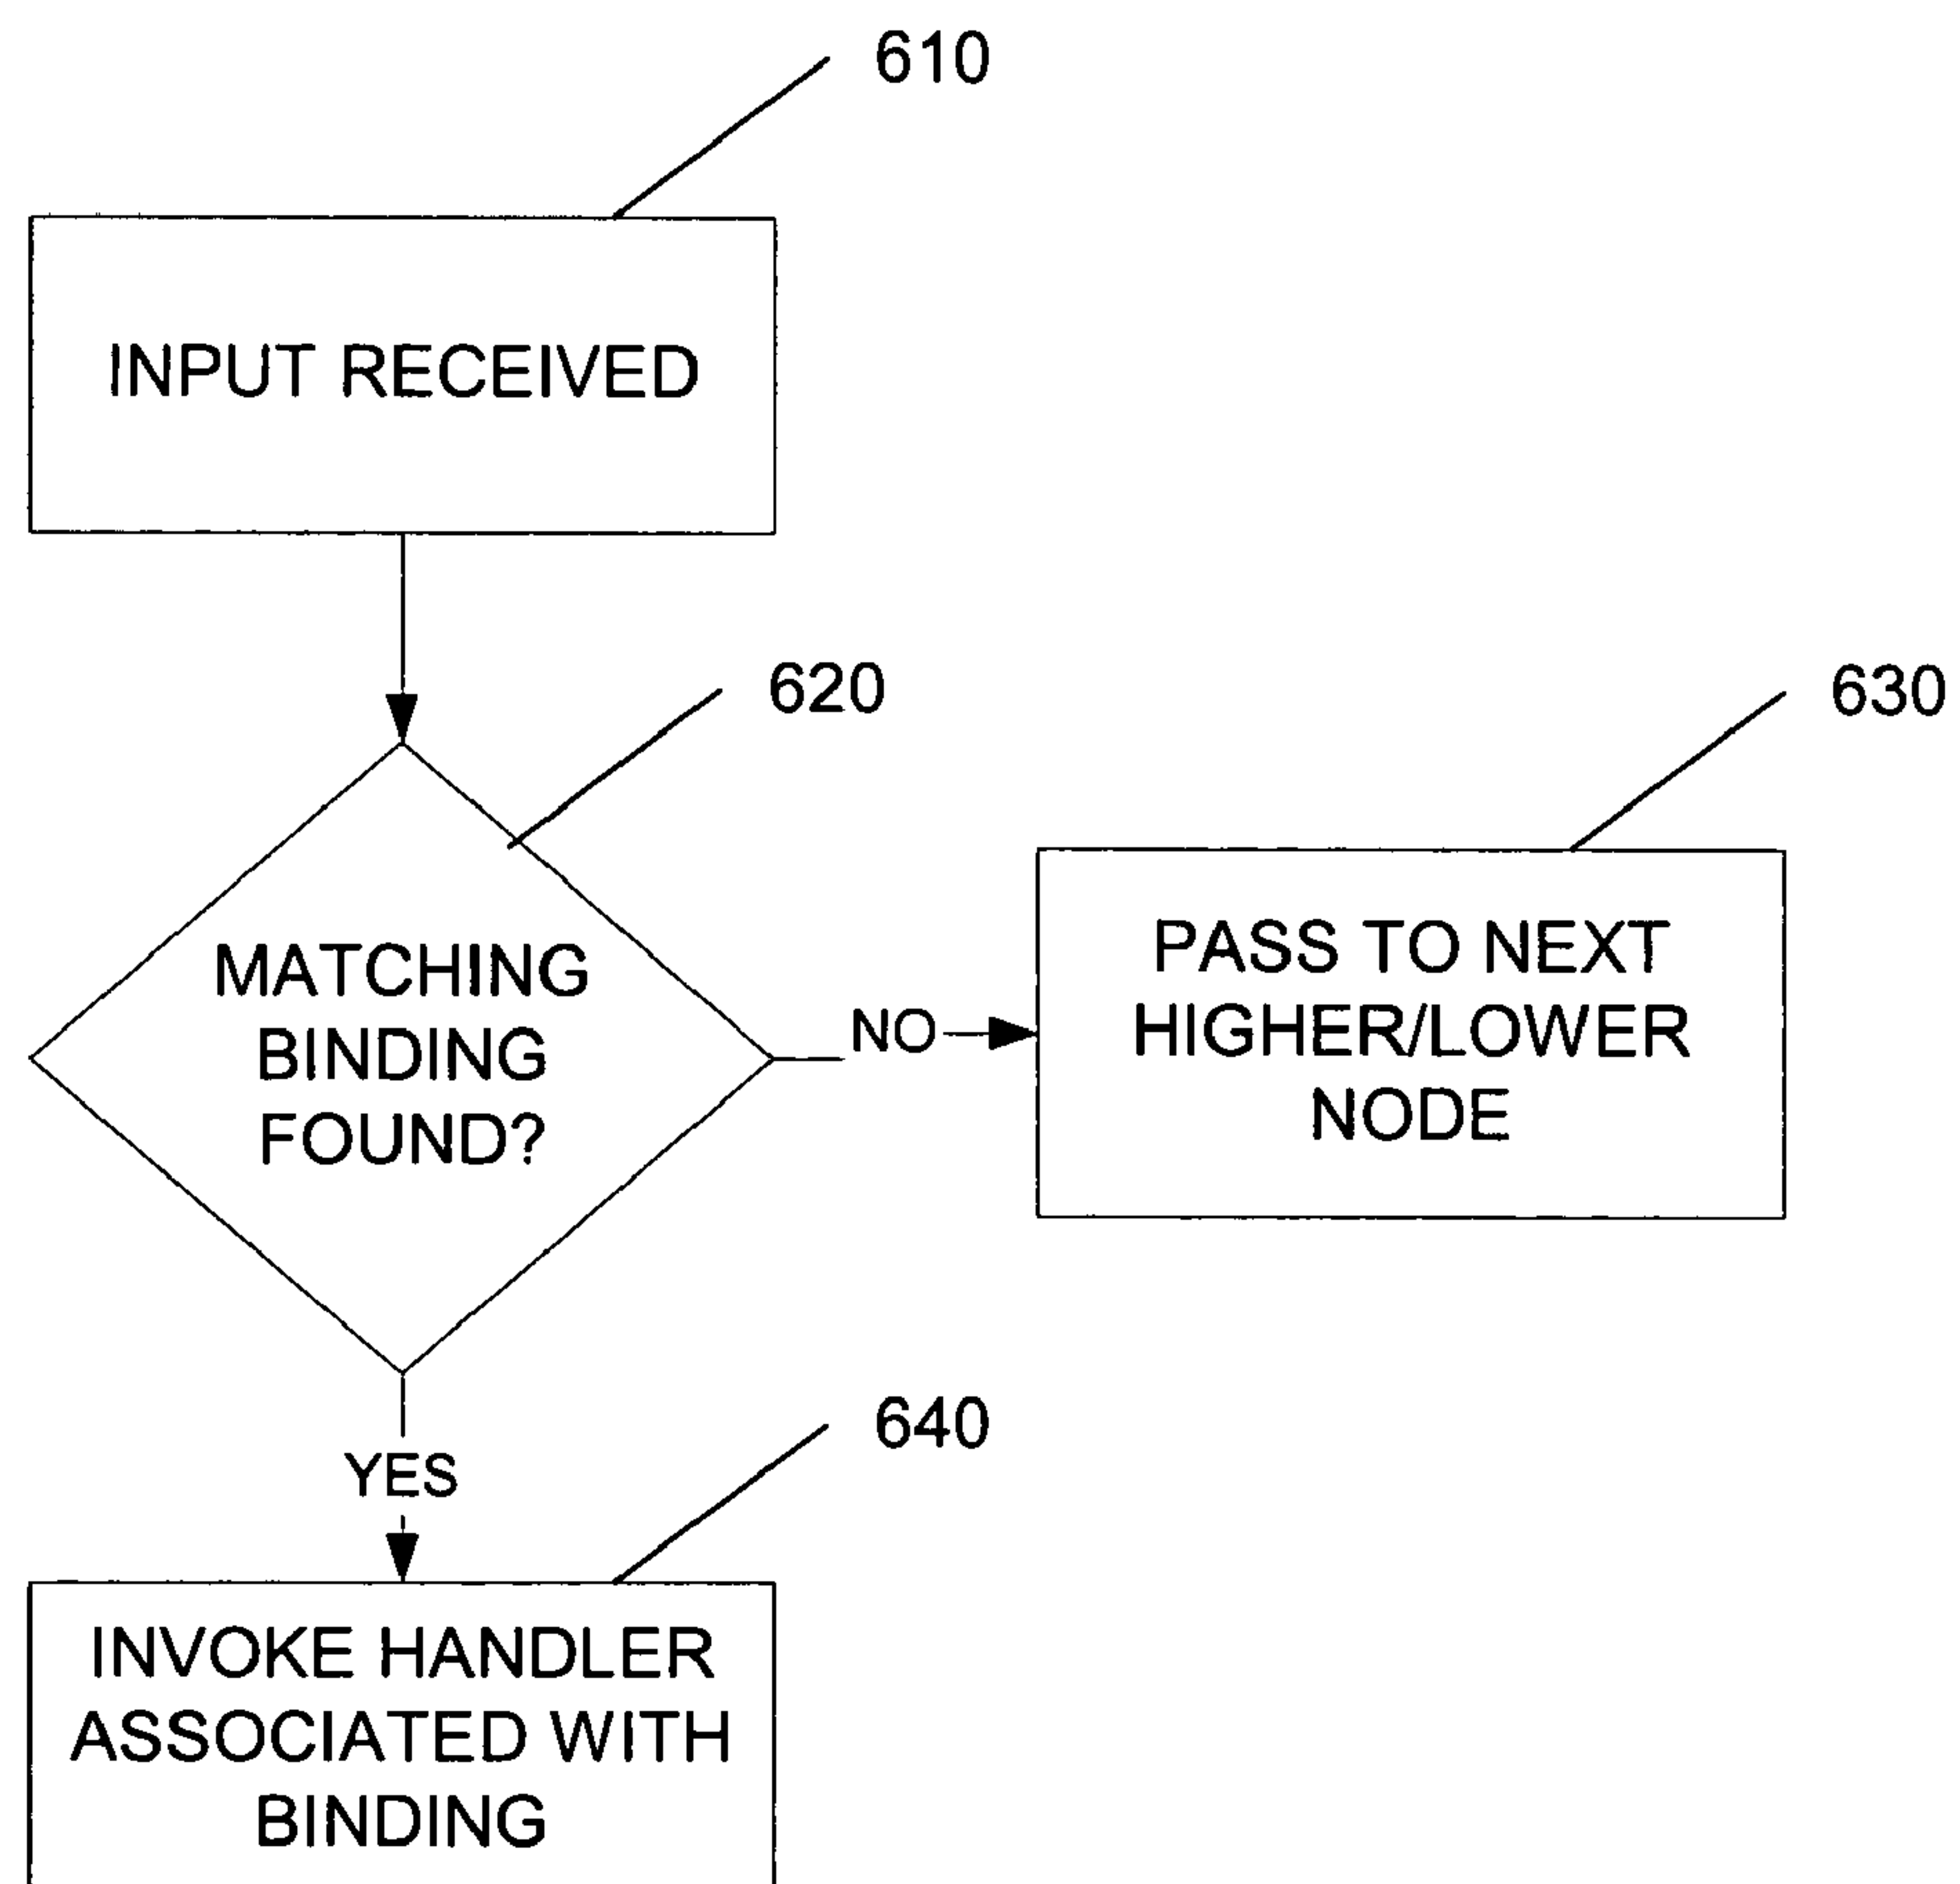 610
INPUT RECEIVED
620
630
MATCHING
BINDING
FOUND?
NO
PASS TO NEXT
HIGHER/LOWER
NODE
YES
640
INVOKE HANDLER
ASSOCIATED WITH
BINDING